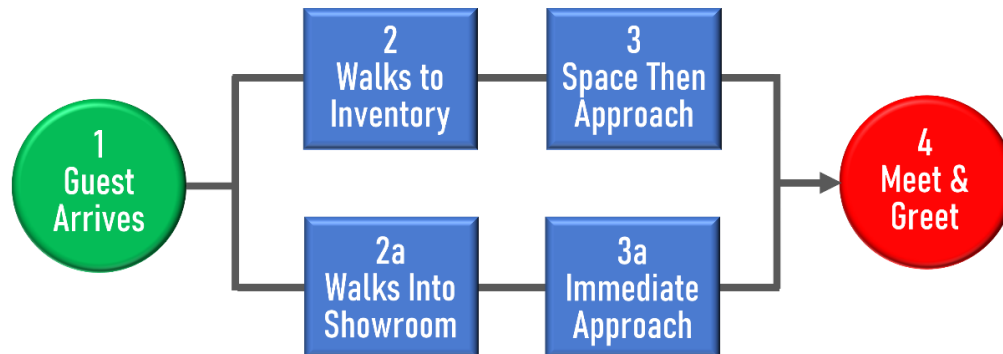 1
Guest
Arrives
2
Walks to
Inventory
3
Space Then
Approach
2a
Walks Into
Showroom
3a
Immediate
Approach
4
Meet &
Greet